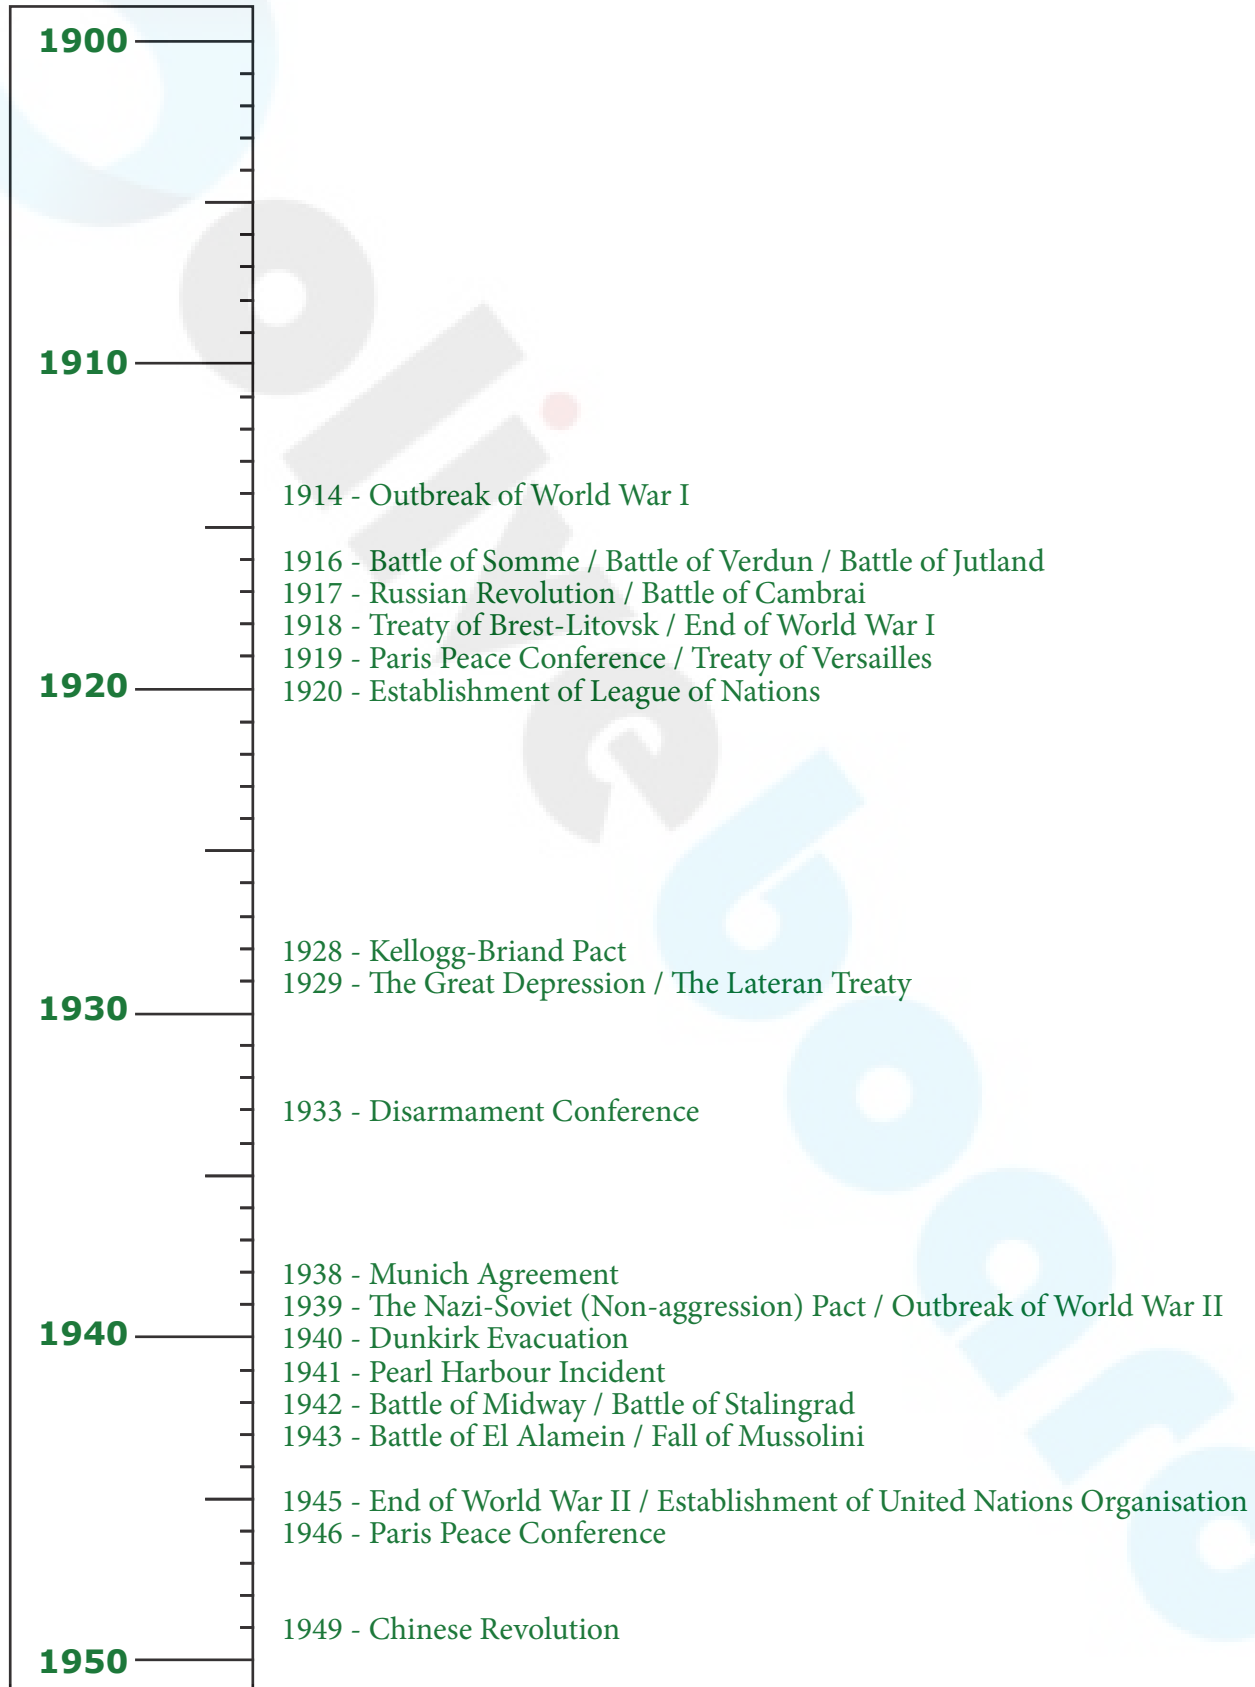 1900
1910
1914 - Outbreak of World War I
1916 - Battle of Somme / Battle of Verdun / Battle of Jutland
1917 - Russian Revolution / Battle of Cambrai
1918 - Treaty of Brest-Litovsk / End of World War I
1919 - Paris Peace Conference / Treaty of Versailles
1920
1920 - Establishment of League of Nations
1928 - Kellogg-Briand Pact
1929 - The Great Depression / The Lateran Treaty
1930
1933 - Disarmament Conference
1938 - Munich Agreement
1939 - The Nazi-Soviet (Non-aggression) Pact / Outbreak of World War II
1940
1940 - Dunkirk Evacuation
1941 - Pearl Harbour Incident
1942 - Battle of Midway / Battle of Stalingrad
1943 - Battle of El Alamein / Fall of Mussolini
1945 - End of World War II / Establishment of United Nations Organisation
1946 - Paris Peace Conference
1949 - Chinese Revolution
1950
oliveboard